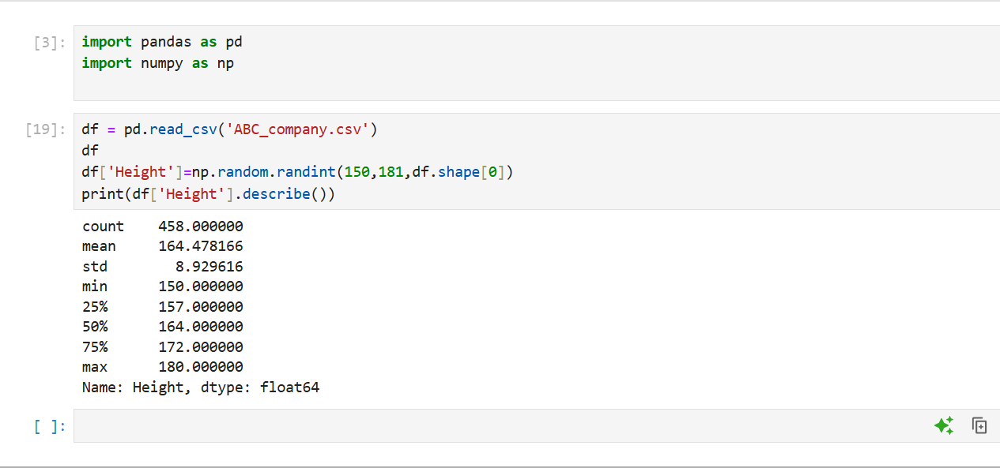 [3]: import pandas as pd
import numpy as np
[19]: df = pd.read_csv('ABC_company.csv')
df
df['Height']=np.random.randint(150,181,df.shape[0])
print(df['Height'].describe())
count    458.000000
mean     164.478166
std        8.929616
min      150.000000
25%      157.000000
50%      164.000000
75%      172.000000
max      180.000000
Name: Height, dtype: float64
[ ]: